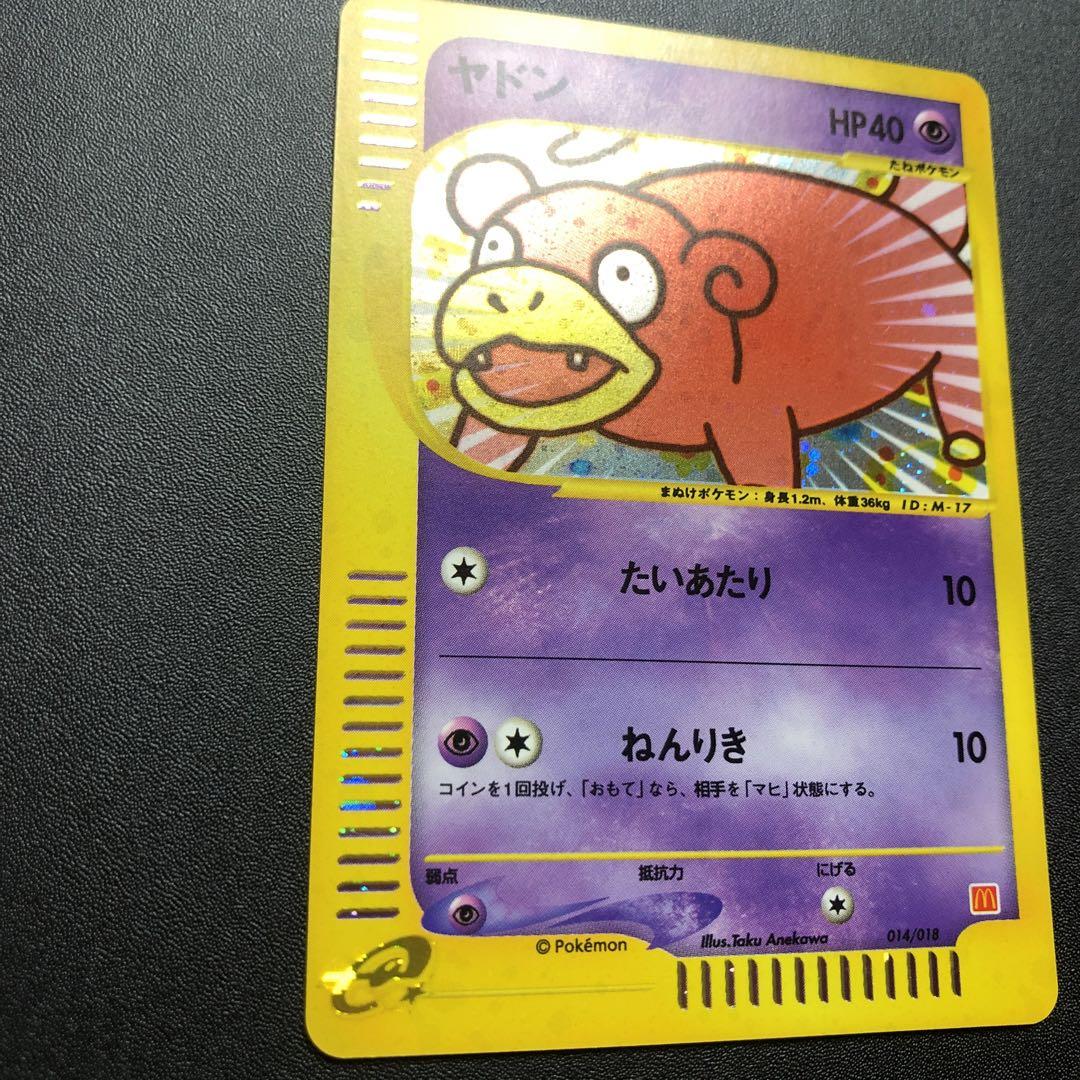 ヤドン
HP40
たねポケモン
まぬけポケモン：身長1.2m、体重36kg ID:M-17
たいあたり 10
ねんりき 10
コインを1回投げ、「おもて」なら、相手を「マヒ」状態にする。
弱点 抵抗力 にげる
©Pokémon Illus.Taku Anekawa 014/018